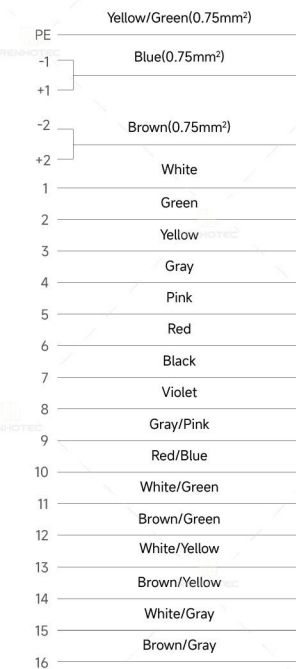 Yellow/Green(0.75mm²)
PE
-1
Blue(0.75mm²)
+1
-2
Brown(0.75mm²)
+2
White
1
Green
2
Yellow
3
Gray
4
Pink
5
Red
6
Black
7
Violet
8
Gray/Pink
9
Red/Blue
10
White/Green
11
Brown/Green
12
White/Yellow
13
Brown/Yellow
14
White/Gray
15
Brown/Gray
16